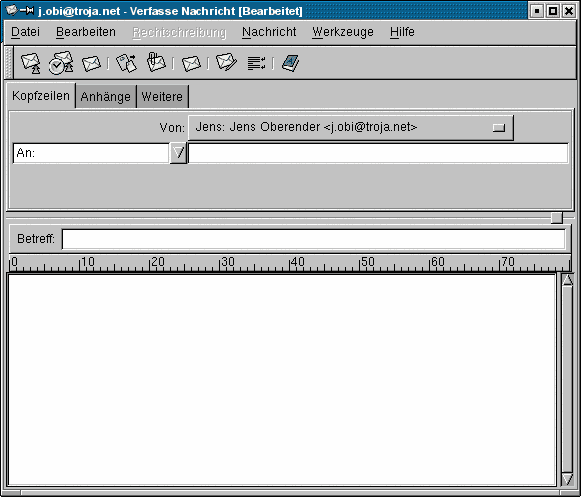 j.obi@troja.net - Verfasse Nachricht [Bearbeitet]
Datei Bearbeiten Rechtschreibung Nachricht Werkzeuge Hilfe
Kopfzeilen Anhänge Weitere
Von: Jens: Jens Oberender <j.obi@troja.net>
An:
Betreff:
0 10 20 30 40 50 60 70